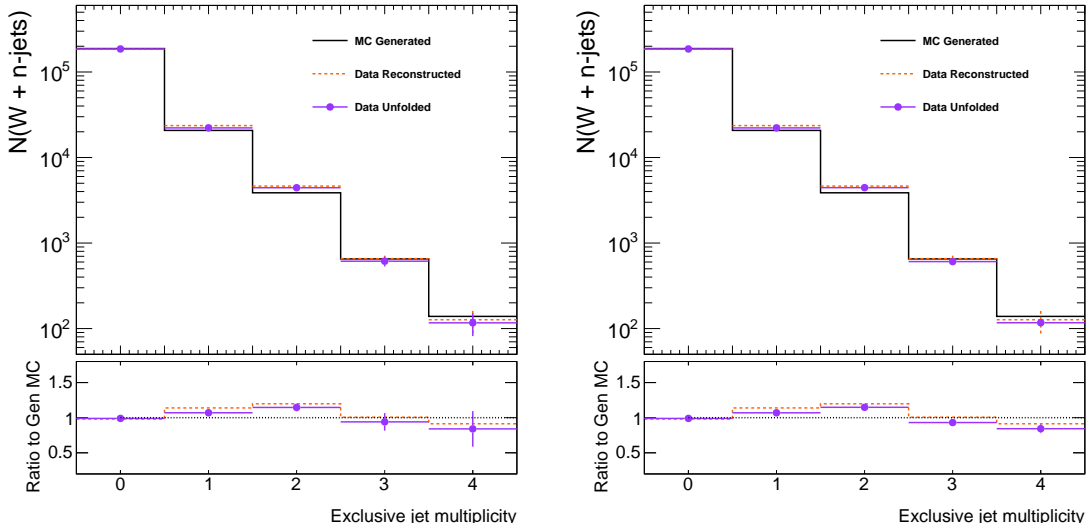 N(W + n-jets)
10^5
10^4
10^3
10^2
MC Generated
Data Reconstructed
Data Unfolded
Ratio to Gen MC
1.5
1
0.5
0 1 2 3 4
Exclusive jet multiplicity
N(W + n-jets)
10^5
10^4
10^3
10^2
MC Generated
Data Reconstructed
Data Unfolded
Ratio to Gen MC
1.5
1
0.5
0 1 2 3 4
Exclusive jet multiplicity